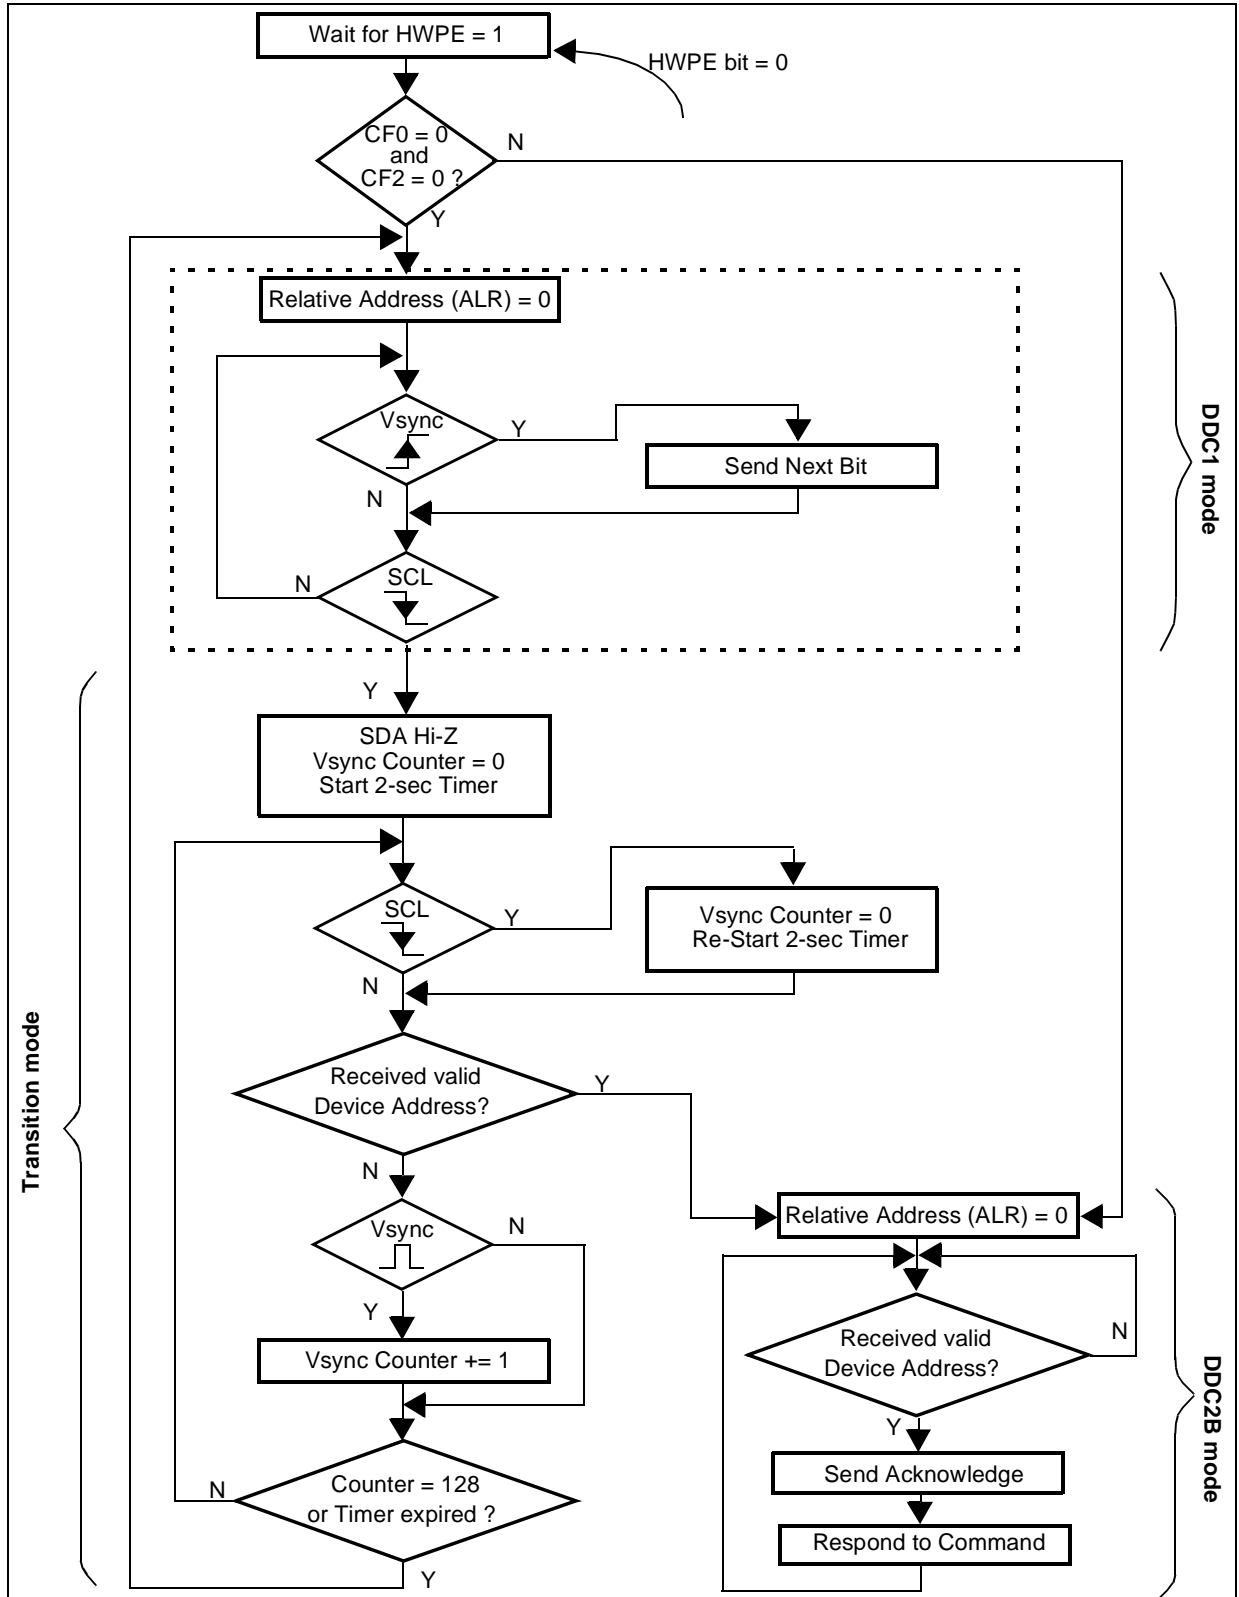 Wait for HWPE = 1
HWPE bit = 0
CF0 = 0
and
CF2 = 0 ?
N
Y
Relative Address (ALR) = 0
Vsync
Y
Send Next Bit
N
SCL
N
DDC1 mode
Y
SDA Hi-Z
Vsync Counter = 0
Start 2-sec Timer
SCL
Y
Vsync Counter = 0
Re-Start 2-sec Timer
N
Received valid
Device Address?
Y
N
Transition mode
Vsync
N
Y
Vsync Counter += 1
Counter = 128
or Timer expired ?
N
Y
Relative Address (ALR) = 0
Received valid
Device Address?
N
Y
Send Acknowledge
Respond to Command
DDC2B mode